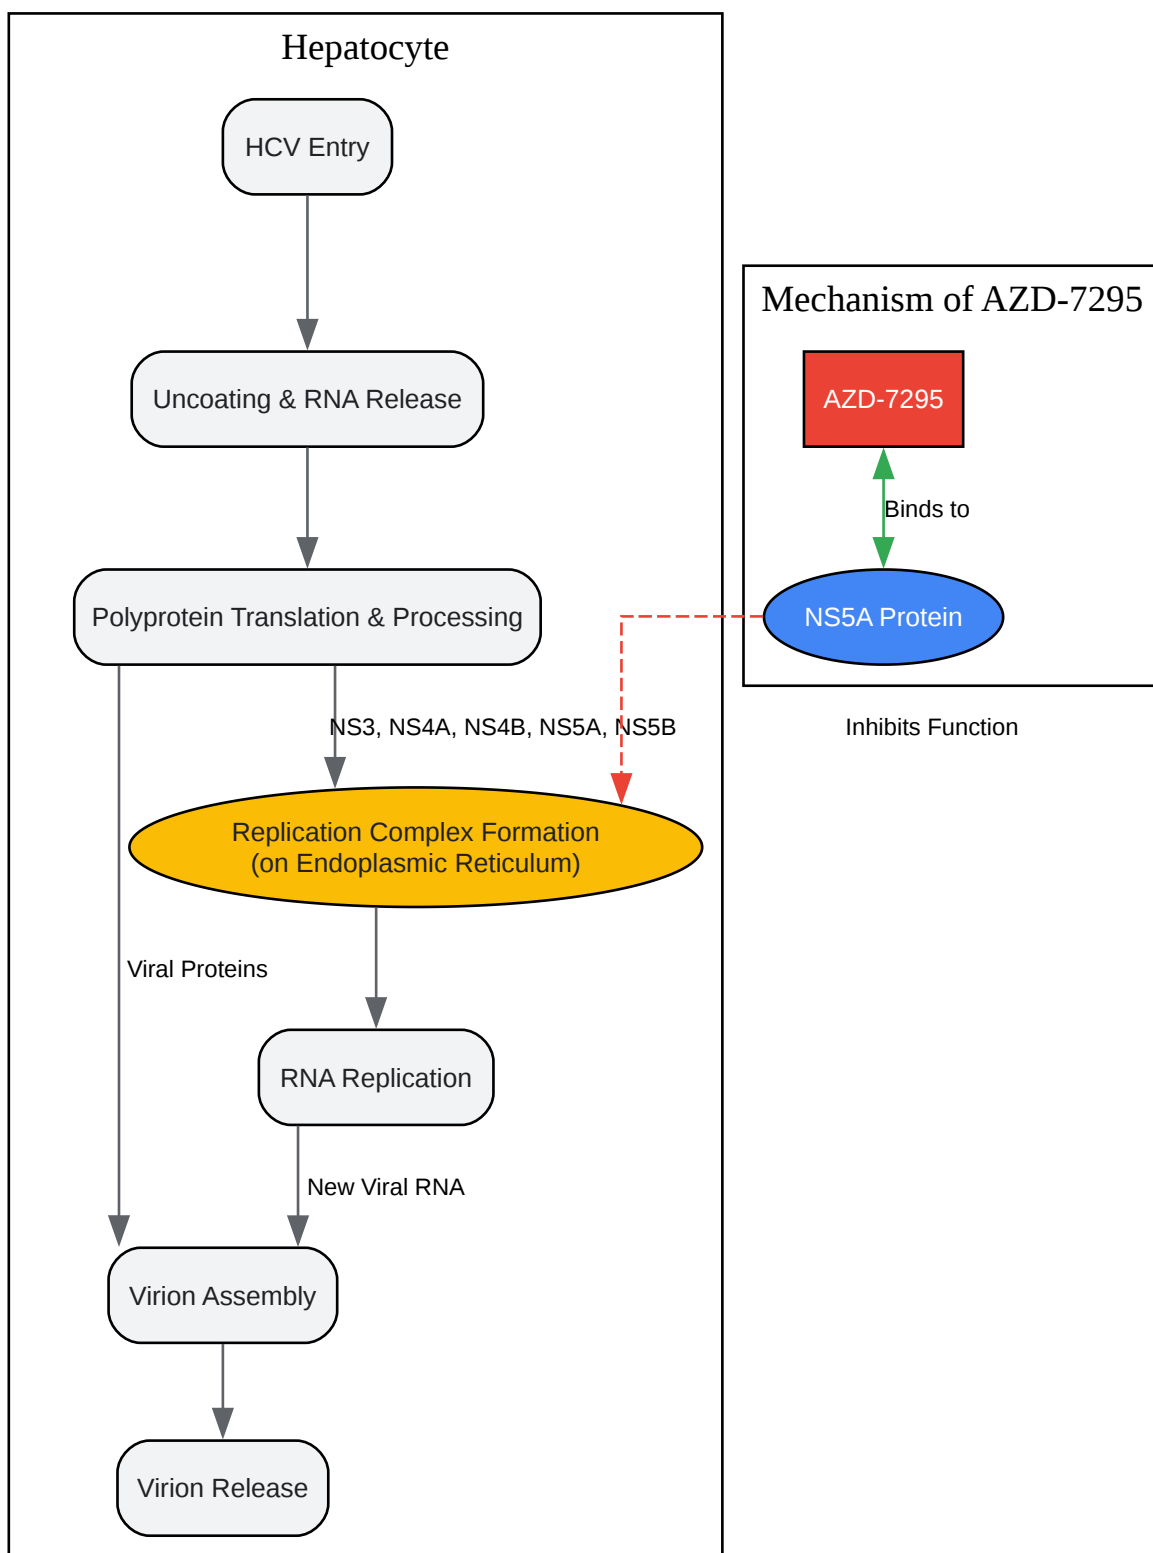 Hepatocyte
HCV Entry
Uncoating & RNA Release
Polyprotein Translation & Processing
NS3, NS4A, NS4B, NS5A, NS5B
Replication Complex Formation
(on Endoplasmic Reticulum)
Viral Proteins
RNA Replication
New Viral RNA
Virion Assembly
Virion Release
Mechanism of AZD-7295
AZD-7295
Binds to
NS5A Protein
Inhibits Function